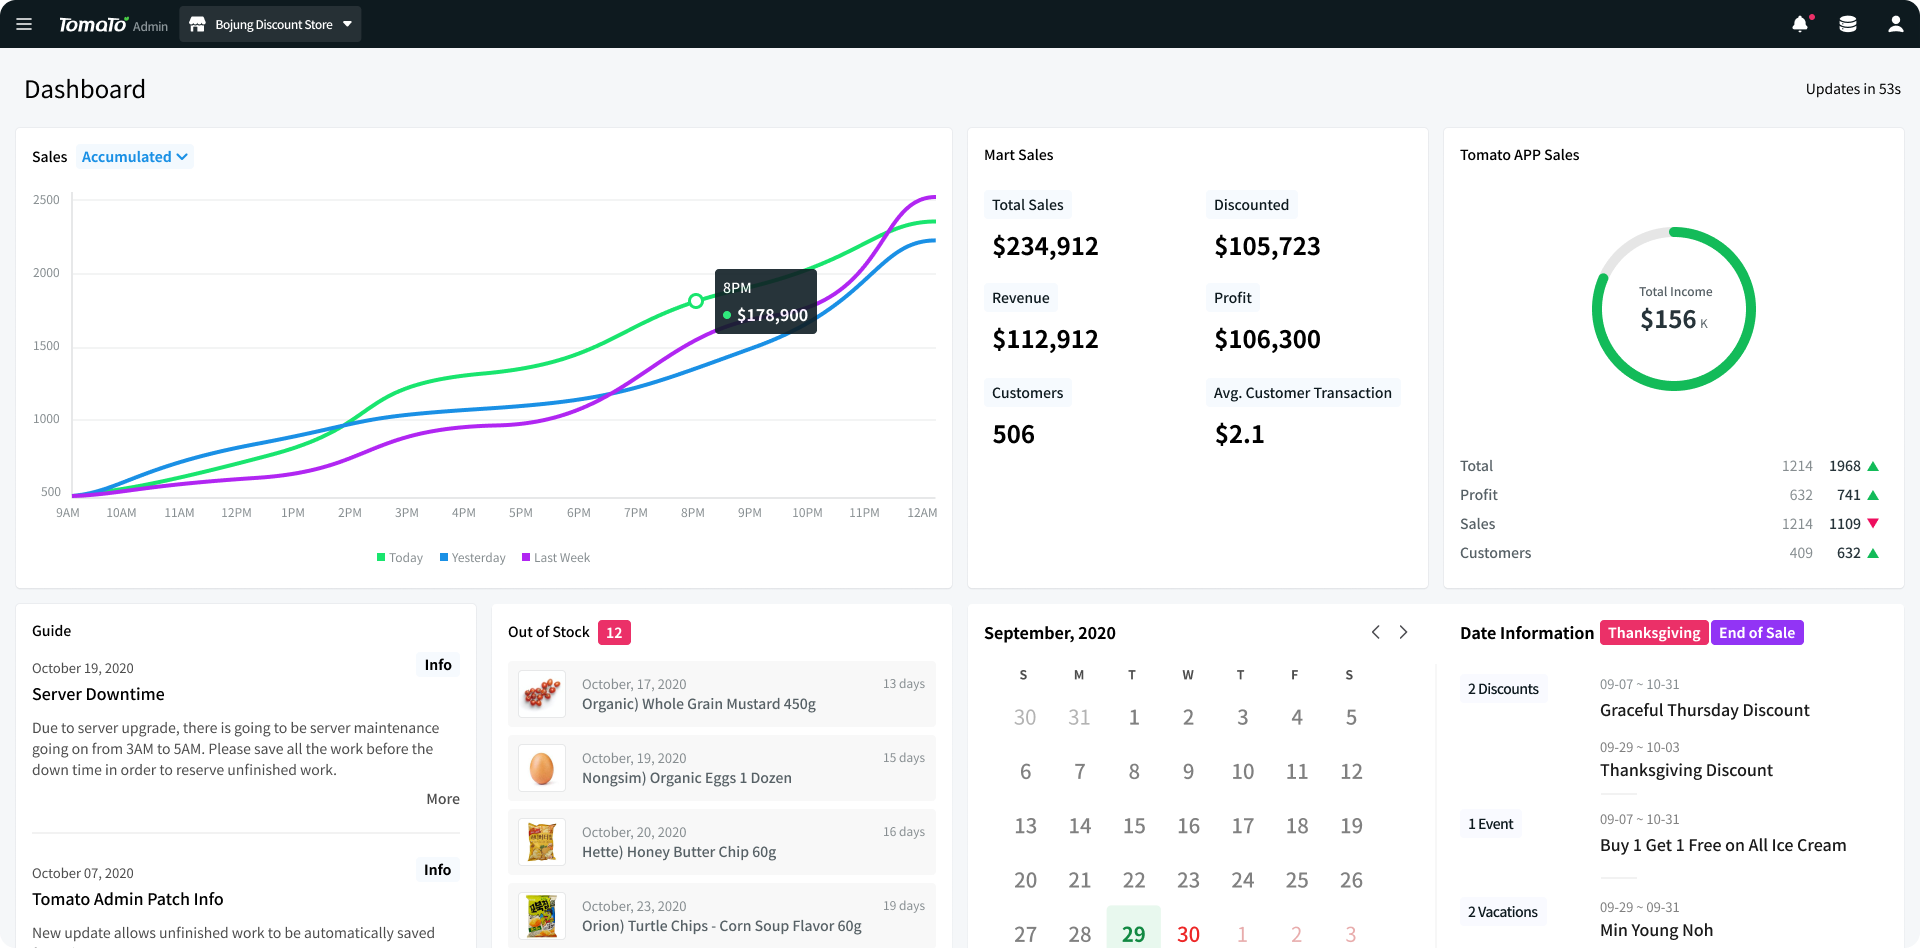 TomaTo Admin
Bojung Discount Store
Dashboard
Updates in 53s
Sales Accumulated
2500
2000
1500
1000
500
9AM 10AM 11AM 12PM 1PM 2PM 3PM 4PM 5PM 6PM 7PM 8PM 9PM 10PM 11PM 12AM
8PM
$178,900
Today Yesterday Last Week
Mart Sales
Total Sales Discounted
$234,912 $105,723
Revenue Profit
$112,912 $106,300
Customers Avg. Customer Transaction
506 $2.1
Tomato APP Sales
Total Income
$156 K
Total 1214 1968
Profit 632 741
Sales 1214 1109
Customers 409 632
Guide
October 19, 2020 Info
Server Downtime
Due to server upgrade, there is going to be server maintenance
going on from 3AM to 5AM. Please save all the work before the
down time in order to reserve unfinished work.
More
October 07, 2020 Info
Tomato Admin Patch Info
New update allows unfinished work to be automatically saved
Out of Stock 12
October, 17, 2020 13 days
Organic) Whole Grain Mustard 450g
October, 19, 2020 15 days
Nongsim) Organic Eggs 1 Dozen
October, 20, 2020 16 days
Hette) Honey Butter Chip 60g
October, 23, 2020 19 days
Orion) Turtle Chips - Corn Soup Flavor 60g
September, 2020
S M T W T F S
30 31 1 2 3 4 5
6 7 8 9 10 11 12
13 14 15 16 17 18 19
20 21 22 23 24 25 26
27 28 29 30 1 2 3
Date Information Thanksgiving End of Sale
2 Discounts
09-07 ~ 10-31
Graceful Thursday Discount
09-29 ~ 10-03
Thanksgiving Discount
1 Event
09-07 ~ 10-31
Buy 1 Get 1 Free on All Ice Cream
2 Vacations
09-29 ~ 09-31
Min Young Noh